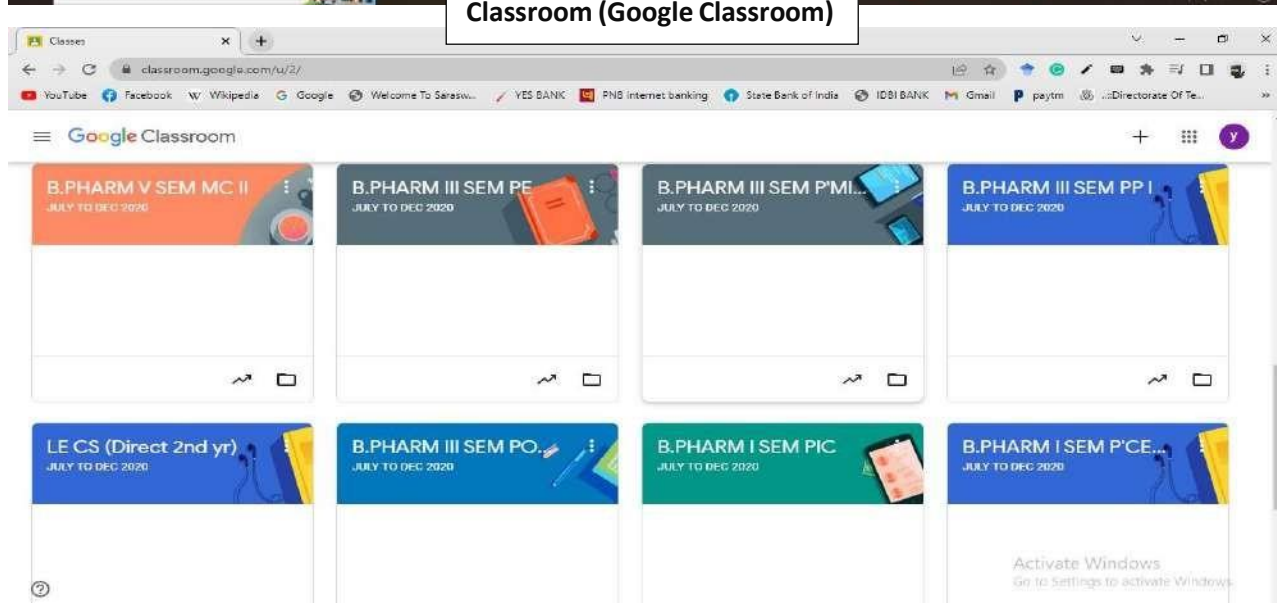 Classroom (Google Classroom)
Classes
classroom.google.com/u/2/
YouTube Facebook Wikipedia Google Welcome To Sarasw... YES BANK PNB internet banking State Bank of India IDBI BANK Gmail paytm .::Directorate Of Te...
Google Classroom
y
B.PHARM V SEM MC II
JULY TO DEC 2020
B.PHARM III SEM PE
JULY TO DEC 2020
B.PHARM III SEM P'MI...
JULY TO DEC 2020
B.PHARM III SEM PP I
JULY TO DEC 2020
LE CS (Direct 2nd yr)
JULY TO DEC 2020
B.PHARM III SEM PO...
JULY TO DEC 2020
B.PHARM I SEM PIC
JULY TO DEC 2020
B.PHARM I SEM P'CE...
JULY TO DEC 2020
Activate Windows
Go to Settings to activate Windows.